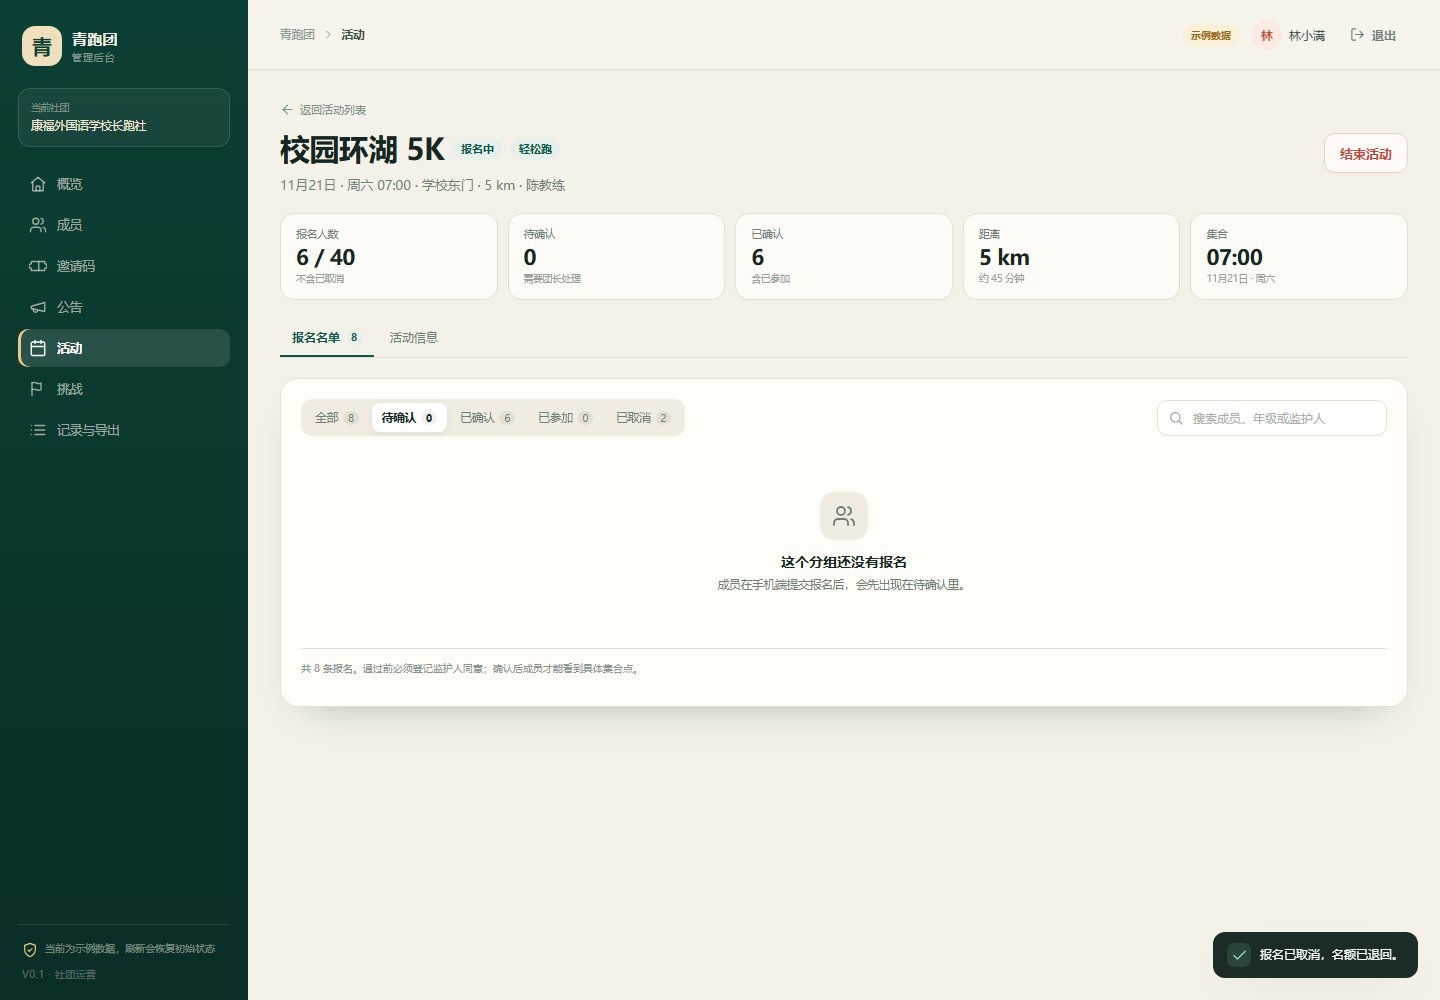 青
青跑团
管理后台
当前社团
康福外国语学校长跑社
概览
成员
邀请码
公告
活动
挑战
记录与导出
当前为示例数据，刷新会恢复初始状态
V0.1 · 社团运营
青跑团 > 活动
示例数据
林 林小满
退出
返回活动列表
校园环湖 5K 报名中 轻松跑
11月21日 · 周六 07:00 · 学校东门 · 5 km · 陈教练
结束活动
报名人数
6 / 40
不含已取消
待确认
0
需要团长处理
已确认
6
含已参加
距离
5 km
约 45 分钟
集合
07:00
11月21日 · 周六
报名名单 8 活动信息
全部 8 待确认 0 已确认 6 已参加 0 已取消 2
搜索成员、年级或监护人
这个分组还没有报名
成员在手机端提交报名后，会先出现在待确认里。
共 8 条报名。通过前必须登记监护人同意；确认后成员才能看到具体集合点。
报名已取消，名额已退回。